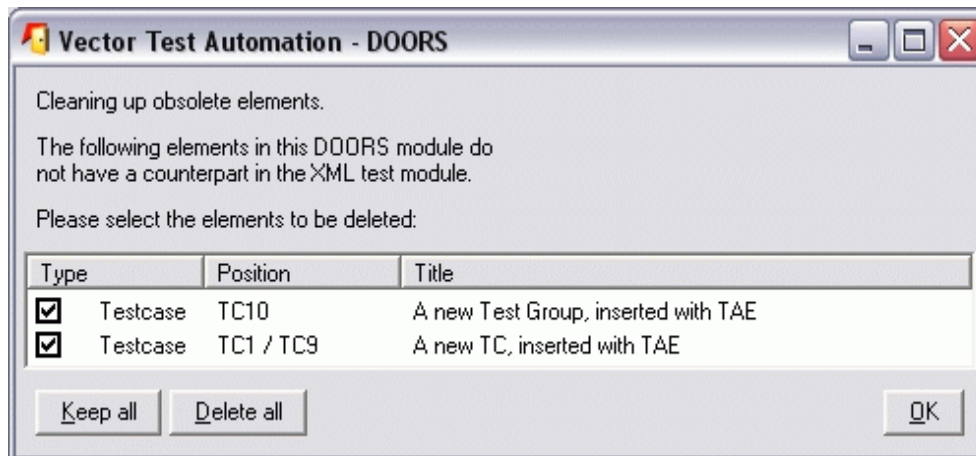 Vector Test Automation - DOORS
Cleaning up obsolete elements.
The following elements in this DOORS module do
not have a counterpart in the XML test module.
Please select the elements to be deleted:
Type Position Title
Testcase TC10 A new Test Group, inserted with TAE
Testcase TC1 / TC9 A new TC, inserted with TAE
Keep all Delete all OK